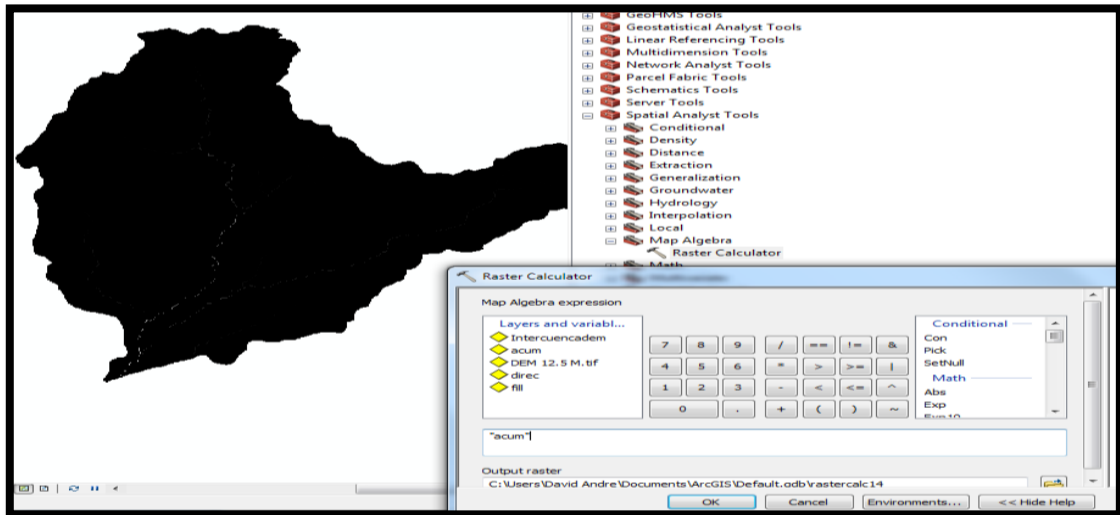 GeoHMS Tools
Geostatistical Analyst Tools
Linear Referencing Tools
Multidimension Tools
Network Analyst Tools
Parcel Fabric Tools
Schematics Tools
Server Tools
Spatial Analyst Tools
Conditional
Density
Distance
Extraction
Generalization
Groundwater
Hydrology
Interpolation
Local
Map Algebra
Raster Calculator
Math
Raster Calculator
Map Algebra expression
Layers and variabl...
Intercuencadem
acum
DEM 12.5 M.tif
direc
fill
7 8 9 / == != &
4 5 6 * > >= |
1 2 3 - < <= ^
0 . + ( ) ~
Conditional
Con
Pick
SetNull
Math
Abs
Exp
Exp10
"acum"
Output raster
C:\Users\David Andre\Documents\ArcGIS\Default.gdb\rastercalc14
OK Cancel Environments... << Hide Help